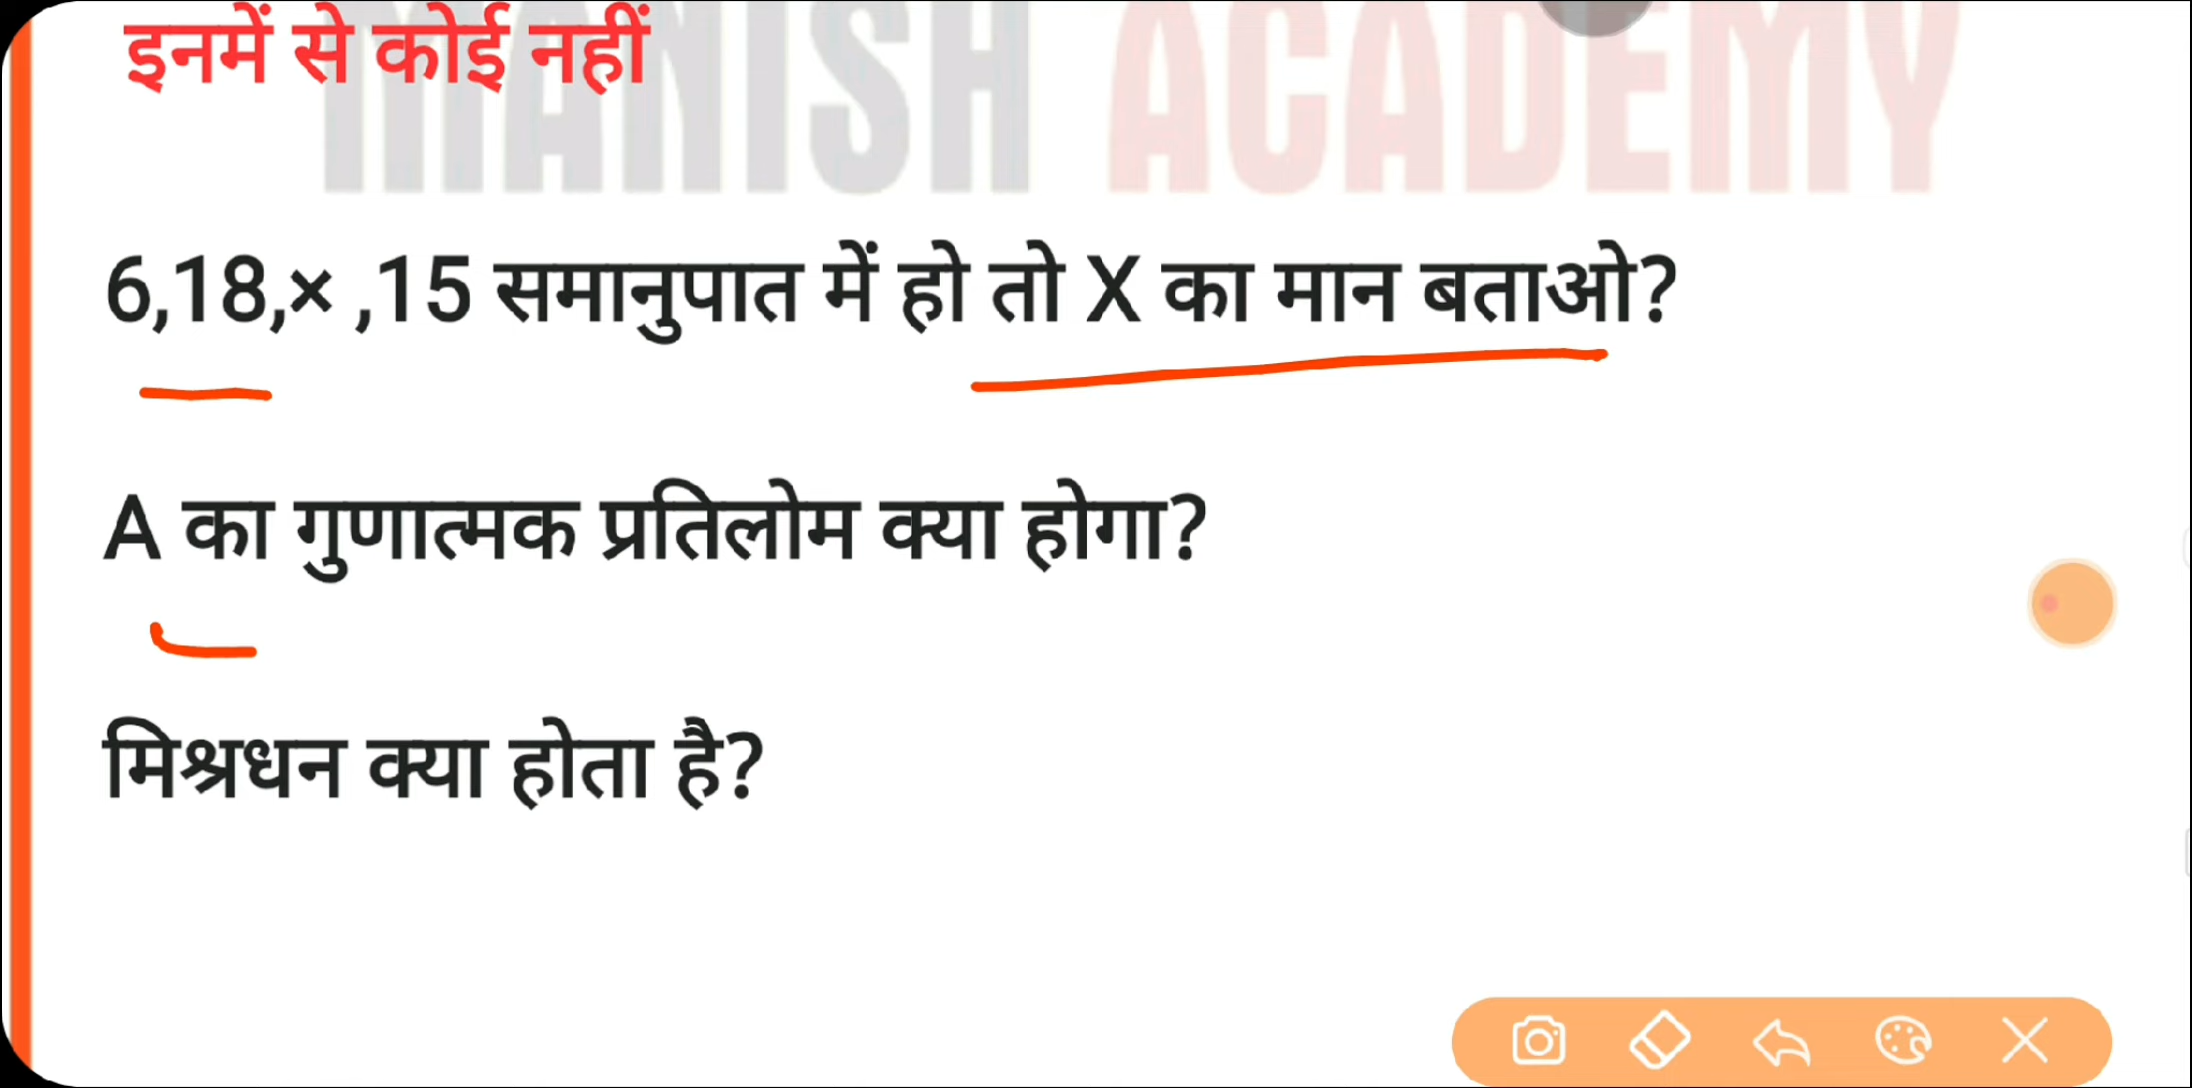 MANISH ACADEMY
इनमें से कोई नहीं
6,18,× ,15 समानुपात में हो तो X का मान बताओ?
A का गुणात्मक प्रतिलोम क्या होगा?
मिश्रधन क्या होता है?